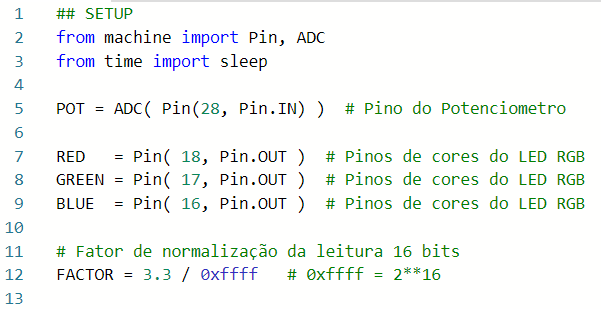 1 ## SETUP
2 from machine import Pin, ADC
3 from time import sleep
4
5 POT = ADC( Pin(28, Pin.IN) )  # Pino do Potenciometro
6
7 RED   = Pin( 18, Pin.OUT )  # Pinos de cores do LED RGB
8 GREEN = Pin( 17, Pin.OUT )  # Pinos de cores do LED RGB
9 BLUE  = Pin( 16, Pin.OUT )  # Pinos de cores do LED RGB
10
11 # Fator de normalização da leitura 16 bits
12 FACTOR = 3.3 / 0xffff   # 0xffff = 2**16
13